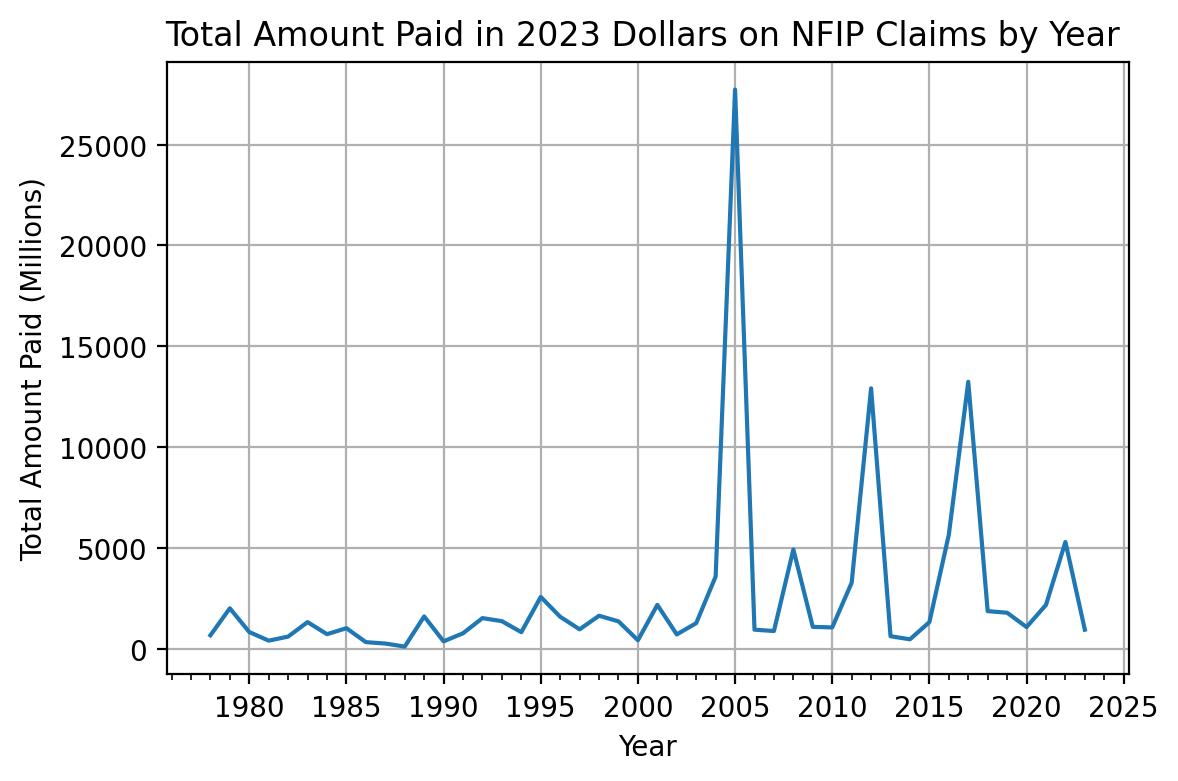 Total Amount Paid in 2023 Dollars on NFIP Claims by Year
Total Amount Paid (Millions)
25000
20000
15000
10000
5000
0
1980 1985 1990 1995 2000 2005 2010 2015 2020 2025
Year